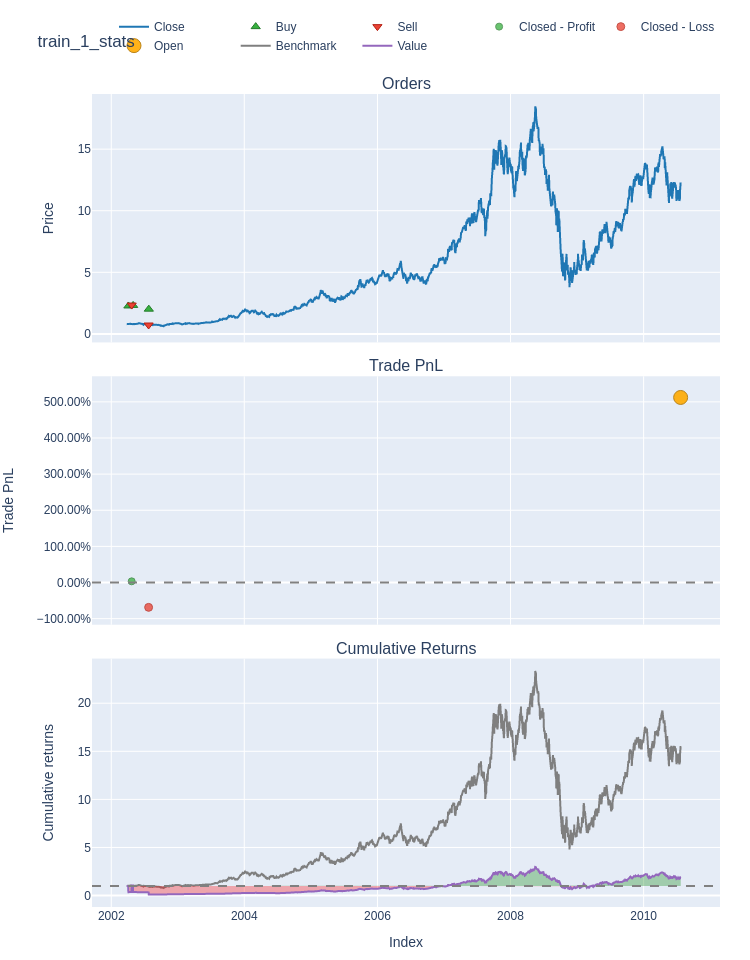 train_1_stats
Close
Buy
Sell
Closed - Profit
Closed - Loss
Open
Benchmark
Value
Orders
15
10
5
0
Price
Trade PnL
500.00%
400.00%
300.00%
200.00%
100.00%
0.00%
−100.00%
Trade PnL
Cumulative Returns
20
15
10
5
0
Cumulative returns
2002
2004
2006
2008
2010
Index